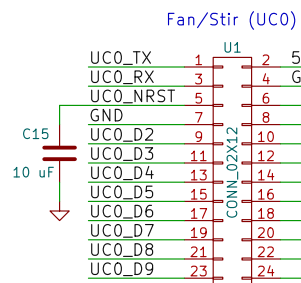 Fan/Stir (UC0)
U1
UC0_TX 1 2 5
UC0_RX 3 4 G
UC0_NRST 5 6
GND 7 8
UC0_D2 9 10
UC0_D3 11 12
UC0_D4 13 14
UC0_D5 15 16
UC0_D6 17 18
UC0_D7 19 20
UC0_D8 21 22
UC0_D9 23 24
C15
10 uF
CONN_02X12